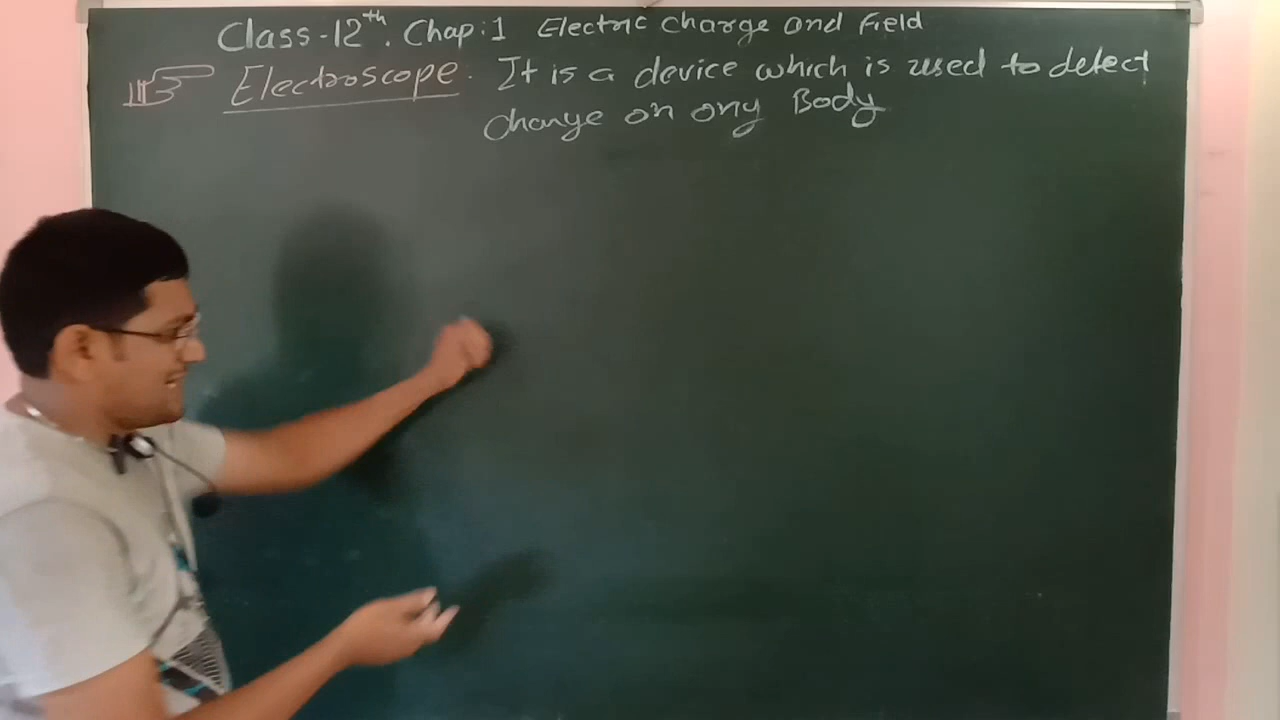 Class-12th. Chap:1 Electric Charge and Field
Electroscope. It is a device which is used to detect
charge on any Body